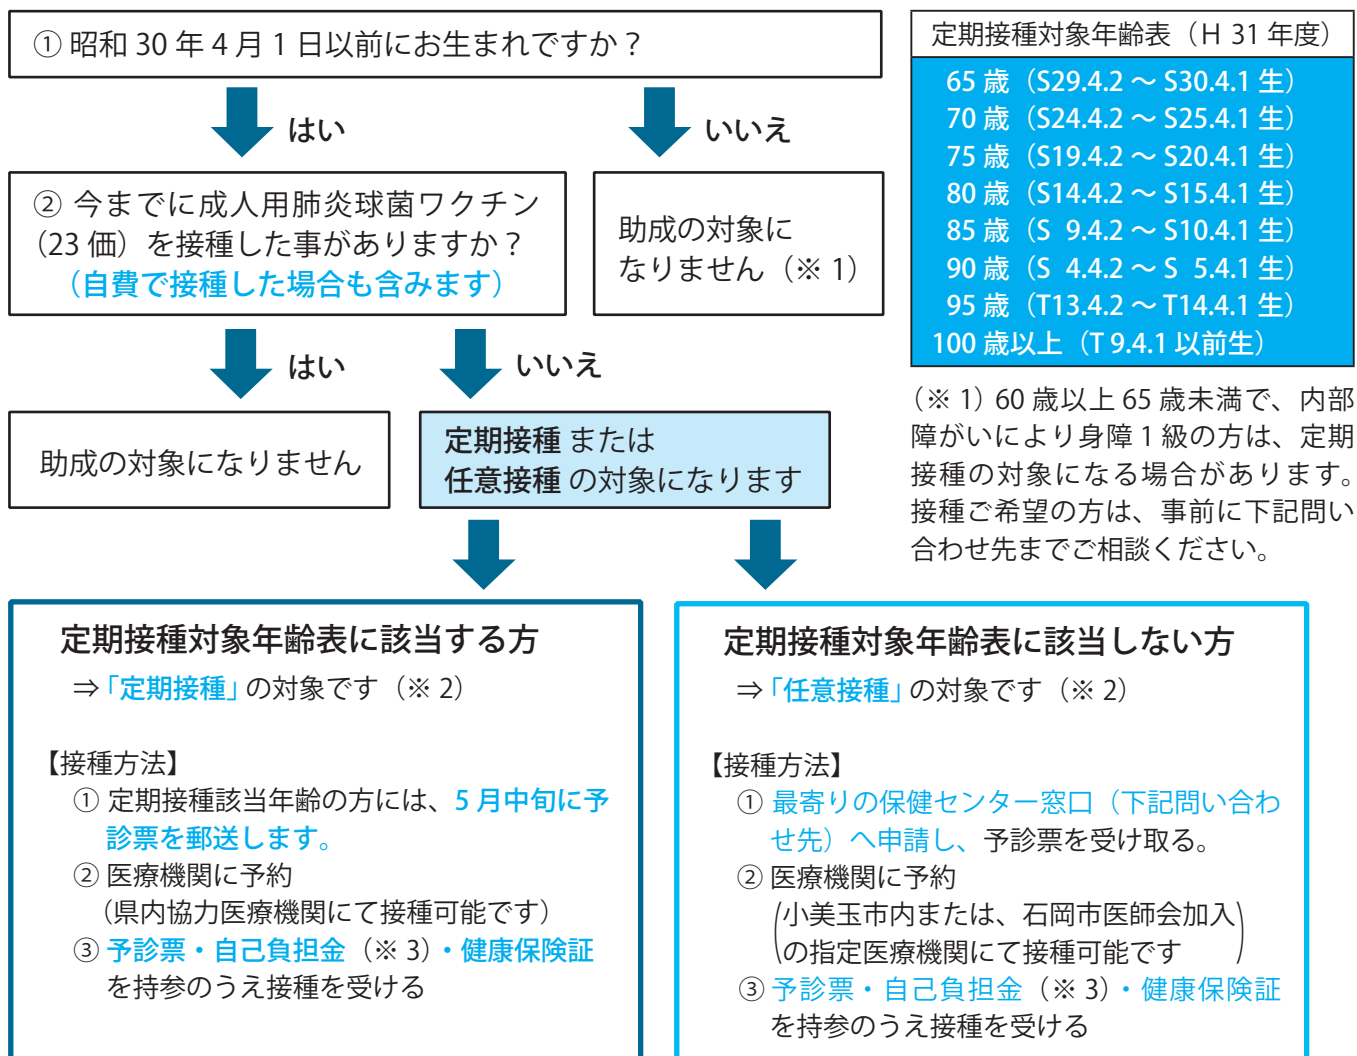 ① 昭和 30 年 4 月 1 日以前にお生まれですか？
はい
いいえ
② 今までに成人用肺炎球菌ワクチン
（23 価）を接種した事がありますか？
（自費で接種した場合も含みます）
助成の対象に
なりません（※ 1）
はい
いいえ
助成の対象になりません
定期接種 または
任意接種 の対象になります
定期接種対象年齢表（H 31 年度）
65 歳（S29.4.2 ～ S30.4.1 生）
70 歳（S24.4.2 ～ S25.4.1 生）
75 歳（S19.4.2 ～ S20.4.1 生）
80 歳（S14.4.2 ～ S15.4.1 生）
85 歳（S 9.4.2 ～ S10.4.1 生）
90 歳（S 4.4.2 ～ S 5.4.1 生）
95 歳（T13.4.2 ～ T14.4.1 生）
100 歳以上（T 9.4.1 以前生）
（※ 1）60 歳以上 65 歳未満で、内部
障がいにより身障 1 級の方は、定期
接種の対象になる場合があります。
接種ご希望の方は、事前に下記問い
合わせ先までご相談ください。
定期接種対象年齢表に該当する方
⇒「定期接種」の対象です（※ 2）
【接種方法】
① 定期接種該当年齢の方には、5 月中旬に予
診票を郵送します。
② 医療機関に予約
（県内協力医療機関にて接種可能です）
③ 予診票・自己負担金（※ 3）・健康保険証
を持参のうえ接種を受ける
定期接種対象年齢表に該当しない方
⇒「任意接種」の対象です（※ 2）
【接種方法】
① 最寄りの保健センター窓口（下記問い合わ
せ先）へ申請し、予診票を受け取る。
② 医療機関に予約
（小美玉市内または、石岡市医師会加入
の指定医療機関にて接種可能です）
③ 予診票・自己負担金（※ 3）・健康保険証
を持参のうえ接種を受ける